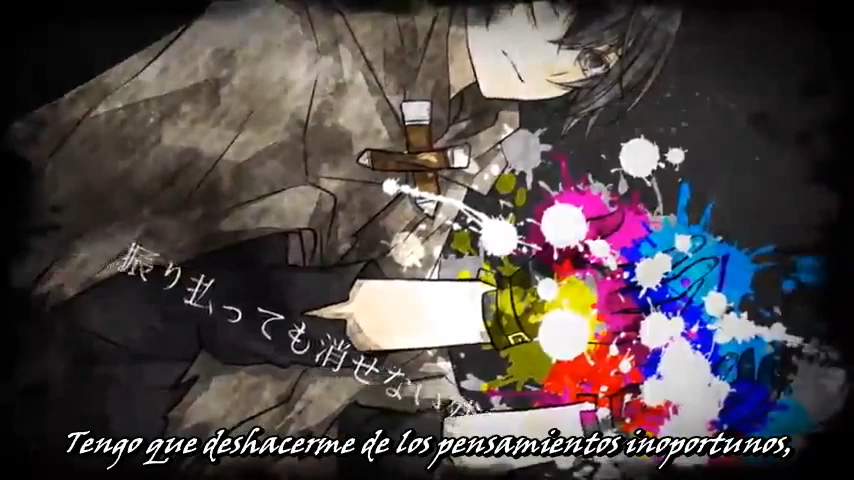 振り払っても消せない
Tengo que deshacerme de los pensamientos inoportunos,